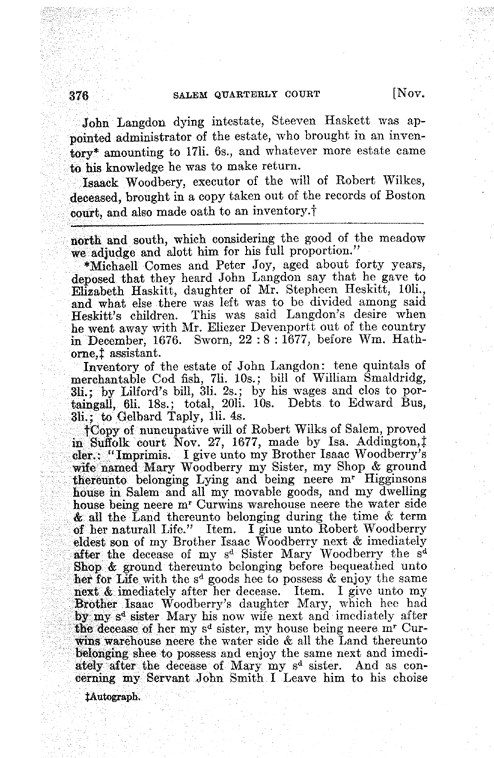 376 SALEM QUARTERLY COURT [Nov.
John Langdon dying intestate, Steeven Haskett was ap-
pointed administrator of the estate, who brought in an inven-
tory* amounting to 17li. 6s., and whatever more estate came
to his knowledge he was to make return.
Isaack Woodbery, executor of the will of Robert Wilkes,
deceased, brought in a copy taken out of the records of Boston
court, and also made oath to an inventory.†
north and south, which considering the good of the meadow
we adjudge and alott him for his full proportion."
*Michaell Comes and Peter Joy, aged about forty years,
deposed that they heard John Langdon say that he gave to
Elizabeth Haskitt, daughter of Mr. Stepheen Heskitt, 10li.,
and what else there was left was to be divided among said
Heskitt's children. This was said Langdon's desire when
he went away with Mr. Eliezer Devenportt out of the country
in December, 1676. Sworn, 22 : 8 : 1677, before Wm. Hath-
orne,‡ assistant.
Inventory of the estate of John Langdon: tene quintals of
merchantable Cod fish, 7li. 10s.; bill of William Smaldridg,
3li.; by Lilford's bill, 3li. 2s.; by his wages and clos to por-
taingall, 6li. 18s.; total, 20li. 10s. Debts to Edward Bus,
3li.; to Gelbard Taply, 1li. 4s.
†Copy of nuncupative will of Robert Wilks of Salem, proved
in Suffolk court Nov. 27, 1677, made by Isa. Addington,‡
cler.: "Imprimis. I give unto my Brother Isaac Woodberry's
wife named Mary Woodberry my Sister, my Shop & ground
thereunto belonging Lying and being neere mʳ Higginsons
house in Salem and all my movable goods, and my dwelling
house being neere mʳ Curwins warehouse neere the water side
& all the Land thereunto belonging during the time & term
of her naturall Life." Item. I giue unto Robert Woodberry
eldest son of my Brother Isaac Woodberry next & imediately
after the decease of my sᵈ Sister Mary Woodberry the sᵈ
Shop & ground thereunto belonging before bequeathed unto
her for Life with the sᵈ goods hee to possess & enjoy the same
next & imediately after her decease. Item. I give unto my
Brother Isaac Woodberry's daughter Mary, which hee had
by my sᵈ sister Mary his now wife next and imediately after
the decease of her my sᵈ sister, my house being neere mʳ Cur-
wins warehouse neere the water side & all the Land thereunto
belonging shee to possess and enjoy the same next and imedi-
ately after the decease of Mary my sᵈ sister. And as con-
cerning my Servant John Smith I Leave him to his choise
‡Autograph.